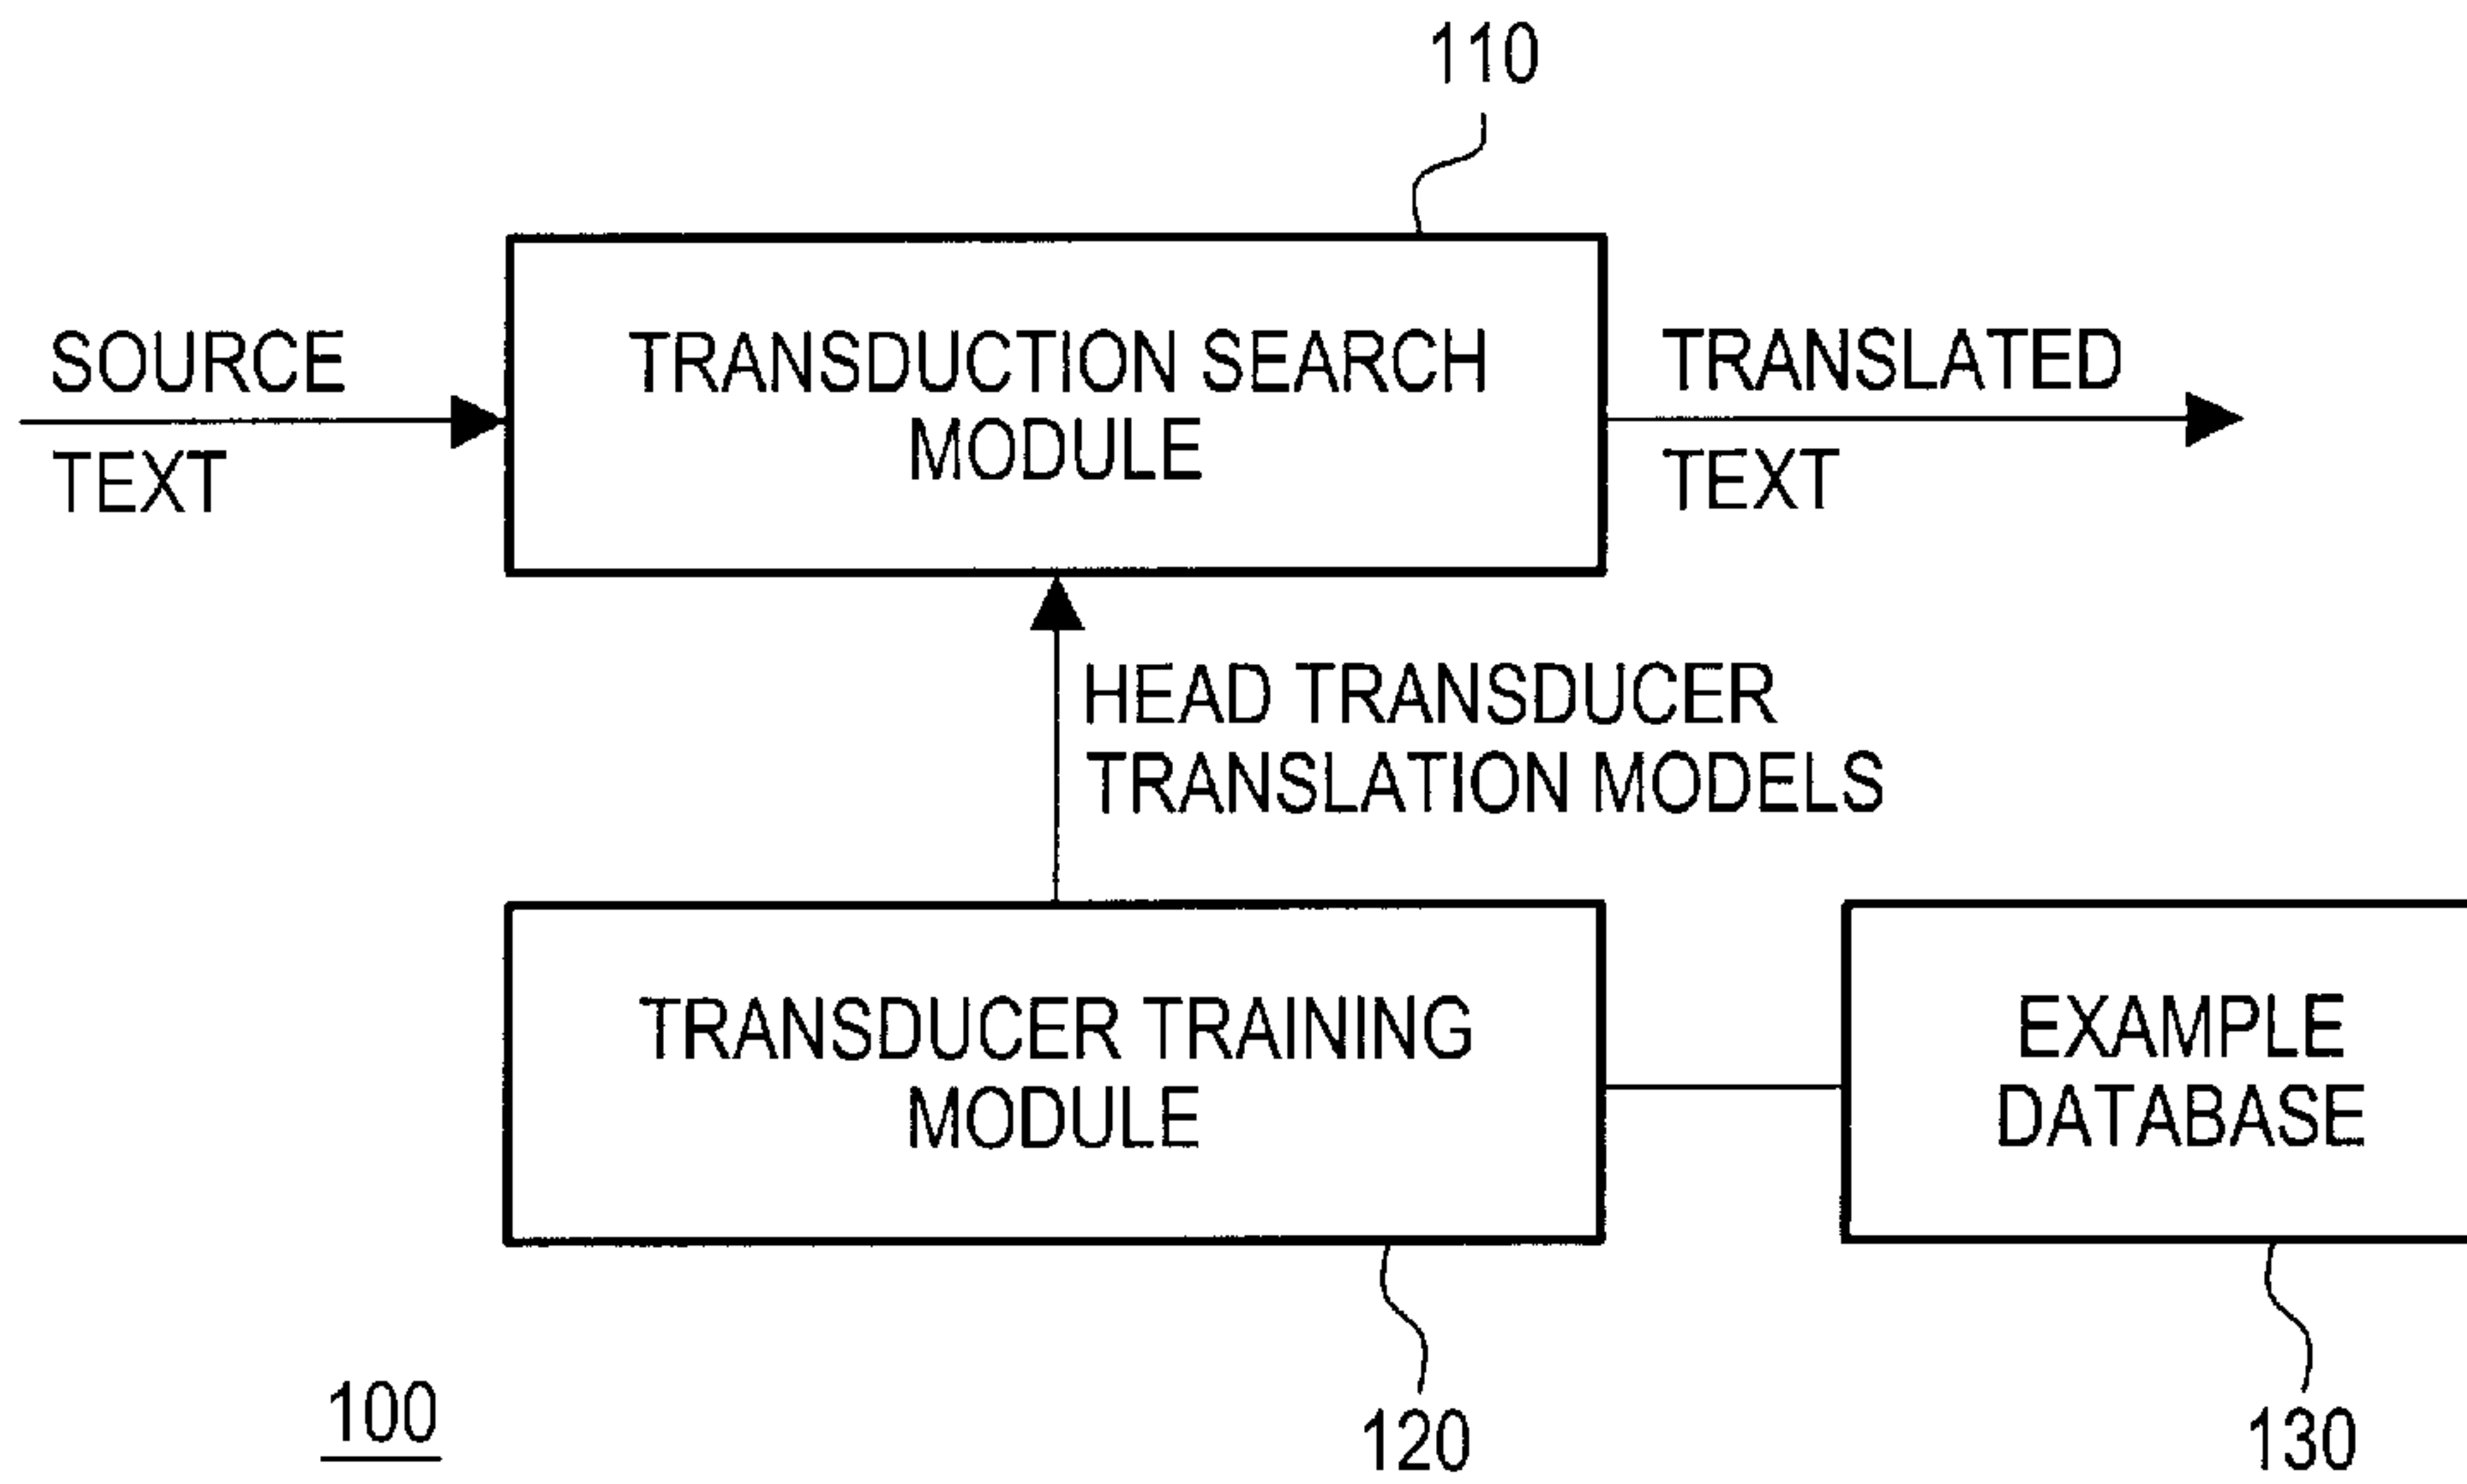 110
SOURCE
TEXT
TRANSDUCTION SEARCH
MODULE
TRANSLATED
TEXT
HEAD TRANSDUCER
TRANSLATION MODELS
TRANSDUCER TRAINING
MODULE
EXAMPLE
DATABASE
100
120
130